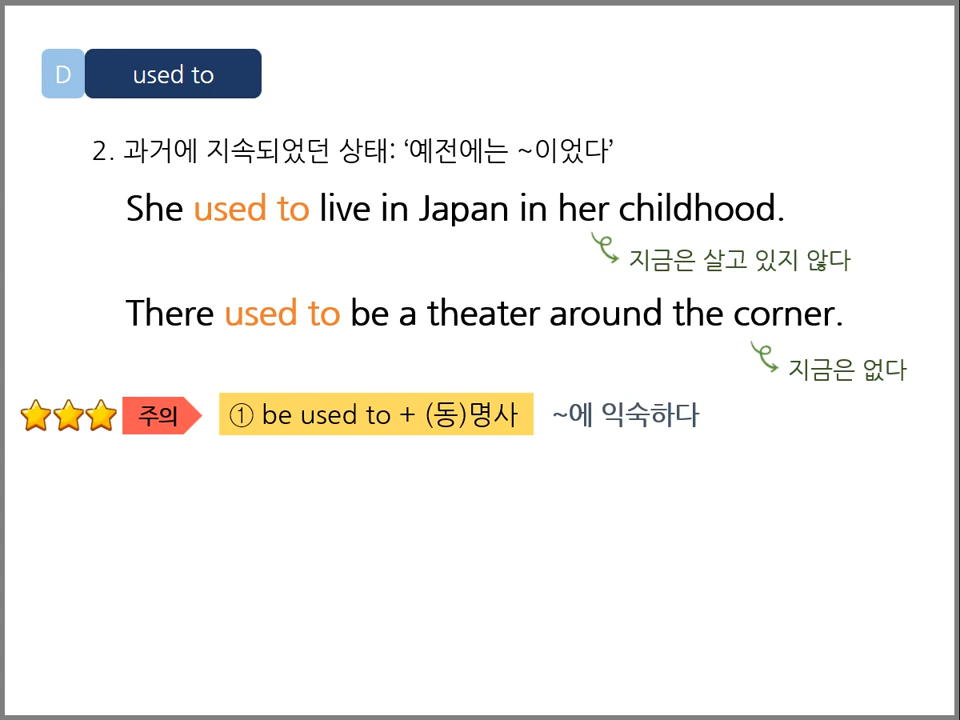 D used to
2. 과거에 지속되었던 상태: ‘예전에는 ~이었다’
She used to live in Japan in her childhood.
지금은 살고 있지 않다
There used to be a theater around the corner.
지금은 없다
주의 ① be used to + (동)명사 ~에 익숙하다